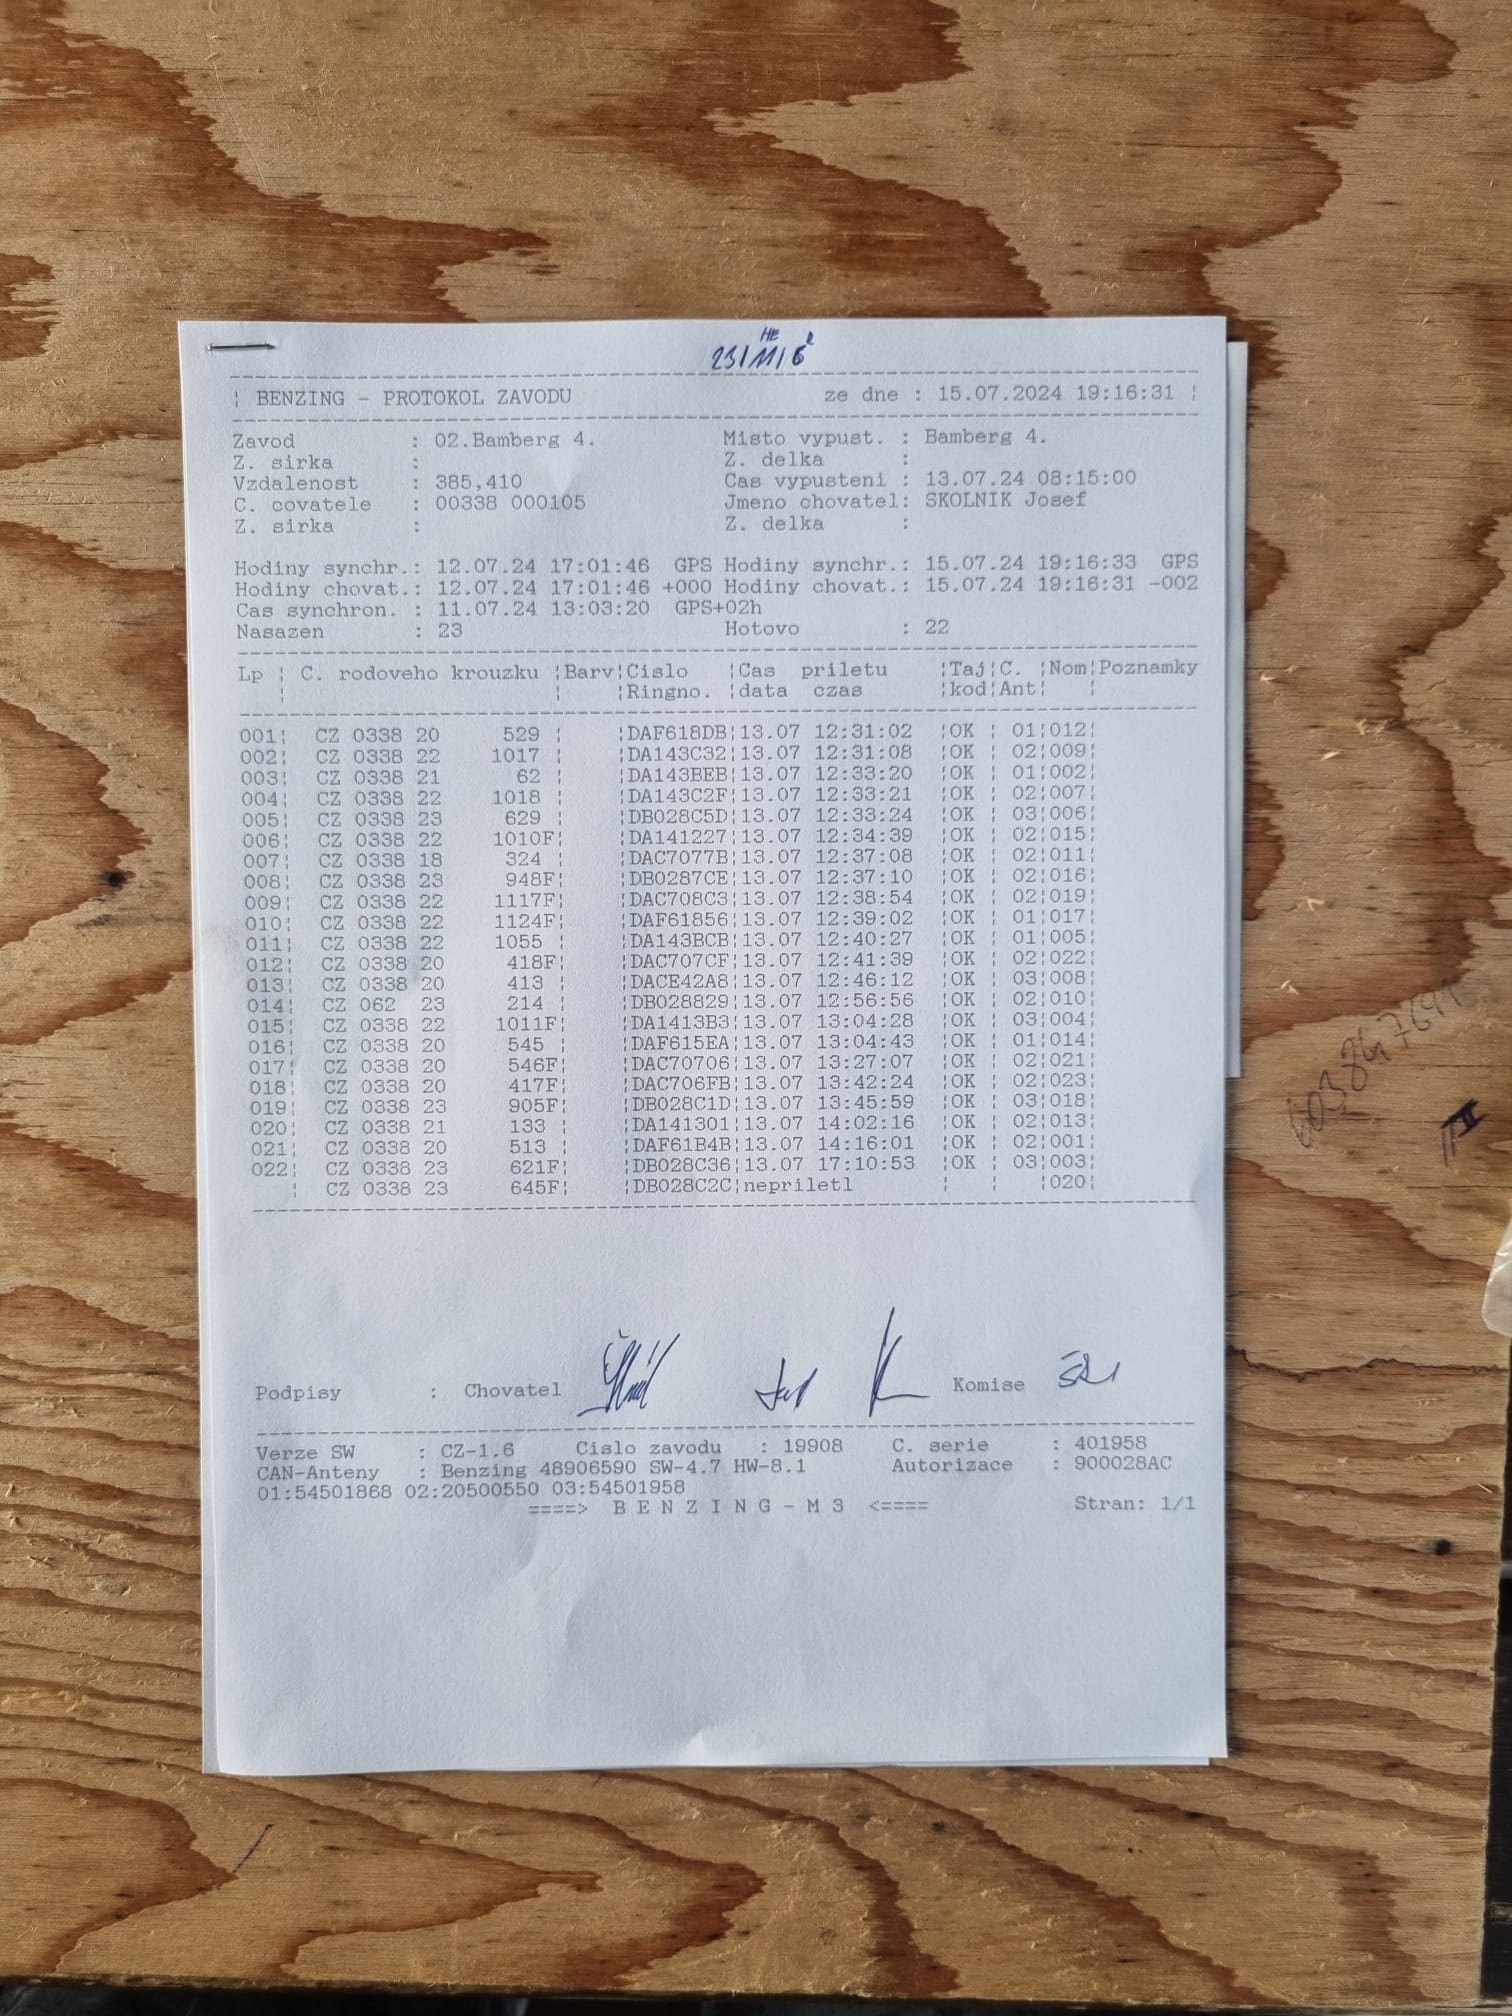 HE
23/11/6
BENZING - PROTOKOL ZAVODU ze dne : 15.07.2024 19:16:31
Zavod : 02.Bamberg 4. Misto vypust. : Bamberg 4.
Z. sirka : Z. delka :
Vzdalenost : 385,410 Cas vypusteni : 13.07.24 08:15:00
C. covatele : 00338 000105 Jmeno chovatel: SKOLNIK Josef
Z. sirka : Z. delka :
Hodiny synchr.: 12.07.24 17:01:46 GPS Hodiny synchr.: 15.07.24 19:16:33 GPS
Hodiny chovat.: 12.07.24 17:01:46 +000 Hodiny chovat.: 15.07.24 19:16:31 -002
Cas synchron. : 11.07.24 13:03:20 GPS+02h
Nasazen : 23 Hotovo : 22
Lp ¦ C. rodoveho krouzku ¦Barv¦Cislo ¦Cas priletu ¦Taj¦C. ¦Nom¦Poznamky
¦ ¦ ¦Ringno. ¦data czas ¦kod¦Ant¦ ¦
001¦ CZ 0338 20 529 ¦ ¦DAF618DB¦13.07 12:31:02 ¦OK ¦ 01¦012¦
002¦ CZ 0338 22 1017 ¦ ¦DA143C32¦13.07 12:31:08 ¦OK ¦ 02¦009¦
003¦ CZ 0338 21 62 ¦ ¦DA143BEB¦13.07 12:33:20 ¦OK ¦ 01¦002¦
004¦ CZ 0338 22 1018 ¦ ¦DA143C2F¦13.07 12:33:21 ¦OK ¦ 02¦007¦
005¦ CZ 0338 23 629 ¦ ¦DB028C5D¦13.07 12:33:24 ¦OK ¦ 03¦006¦
006¦ CZ 0338 22 1010F¦ ¦DA141227¦13.07 12:34:39 ¦OK ¦ 02¦015¦
007¦ CZ 0338 18 324 ¦ ¦DAC7077B¦13.07 12:37:08 ¦OK ¦ 02¦011¦
008¦ CZ 0338 23 948F¦ ¦DB0287CE¦13.07 12:37:10 ¦OK ¦ 02¦016¦
009¦ CZ 0338 22 1117F¦ ¦DAC708C3¦13.07 12:38:54 ¦OK ¦ 02¦019¦
010¦ CZ 0338 22 1124F¦ ¦DAF61856¦13.07 12:39:02 ¦OK ¦ 01¦017¦
011¦ CZ 0338 22 1055 ¦ ¦DA143BCB¦13.07 12:40:27 ¦OK ¦ 01¦005¦
012¦ CZ 0338 20 418F¦ ¦DAC707CF¦13.07 12:41:39 ¦OK ¦ 02¦022¦
013¦ CZ 0338 20 413 ¦ ¦DACE42A8¦13.07 12:46:12 ¦OK ¦ 03¦008¦
014¦ CZ 062 23 214 ¦ ¦DB028829¦13.07 12:56:56 ¦OK ¦ 02¦010¦
015¦ CZ 0338 22 1011F¦ ¦DA1413B3¦13.07 13:04:28 ¦OK ¦ 03¦004¦
016¦ CZ 0338 20 545 ¦ ¦DAF615EA¦13.07 13:04:43 ¦OK ¦ 01¦014¦
017¦ CZ 0338 20 546F¦ ¦DAC70706¦13.07 13:27:07 ¦OK ¦ 02¦021¦
018¦ CZ 0338 20 417F¦ ¦DAC706FB¦13.07 13:42:24 ¦OK ¦ 02¦023¦
019¦ CZ 0338 23 905F¦ ¦DB028C1D¦13.07 13:45:59 ¦OK ¦ 03¦018¦
020¦ CZ 0338 21 133 ¦ ¦DA141301¦13.07 14:02:16 ¦OK ¦ 02¦013¦
021¦ CZ 0338 20 513 ¦ ¦DAF61B4B¦13.07 14:16:01 ¦OK ¦ 02¦001¦
022¦ CZ 0338 23 621F¦ ¦DB028C36¦13.07 17:10:53 ¦OK ¦ 03¦003¦
¦ CZ 0338 23 645F¦ ¦DB028C2C¦nepriletl ¦ ¦ ¦020¦
Podpisy : Chovatel Komise
Verze SW : CZ-1.6 Cislo zavodu : 19908 C. serie : 401958
CAN-Anteny : Benzing 48906590 SW-4.7 HW-8.1 Autorizace : 900028AC
01:54501868 02:20500550 03:54501958
====> B E N Z I N G - M 3 <==== Stran: 1/1